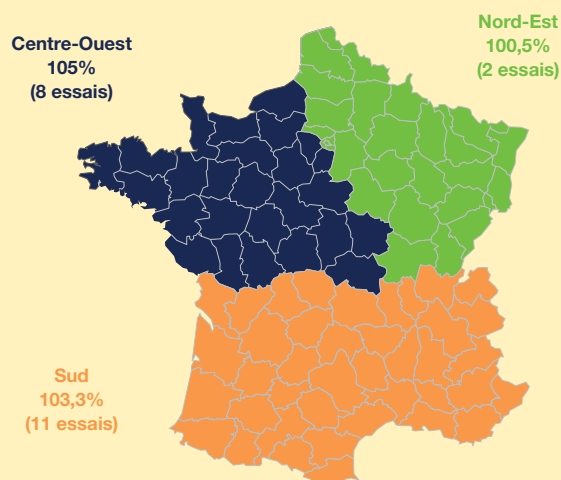 Centre-Ouest
105%
(8 essais)
Nord-Est
100,5%
(2 essais)
Sud
103,3%
(11 essais)